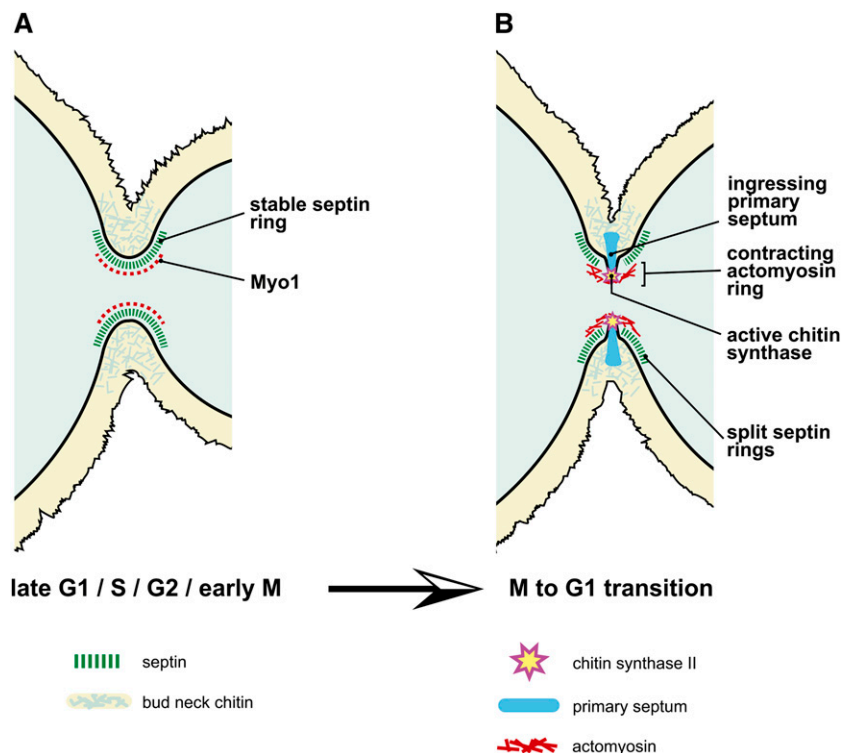 A
B
stable septin
ring
Myo1
ingressing
primary
septum
contracting
actomyosin
ring
active chitin
synthase
split septin
rings
late G1 / S / G2 / early M
M to G1 transition
septin
bud neck chitin
chitin synthase II
primary septum
actomyosin